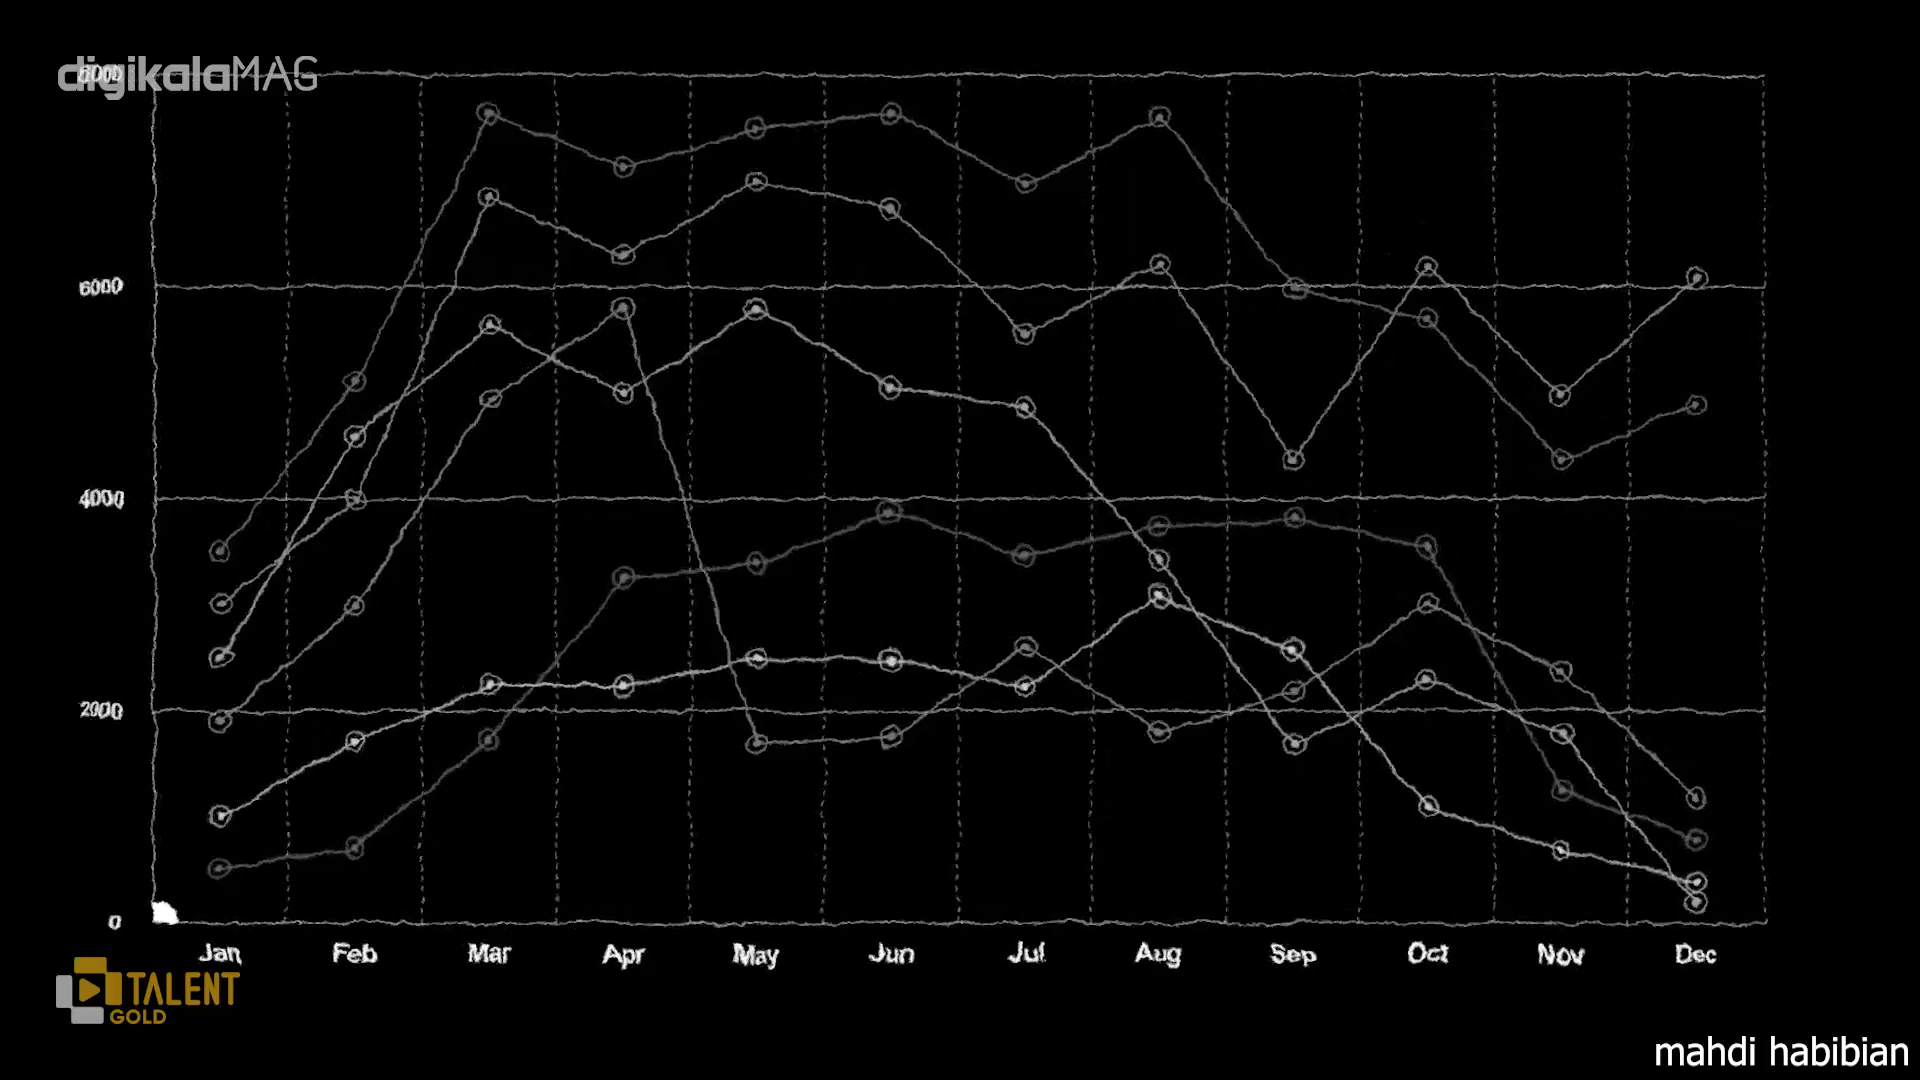 digikalaMAG
8000
6000
4000
2000
0
Jan Feb Mar Apr May Jun Jul Aug Sep Oct Nov Dec
TALENT
GOLD
mahdi habibian